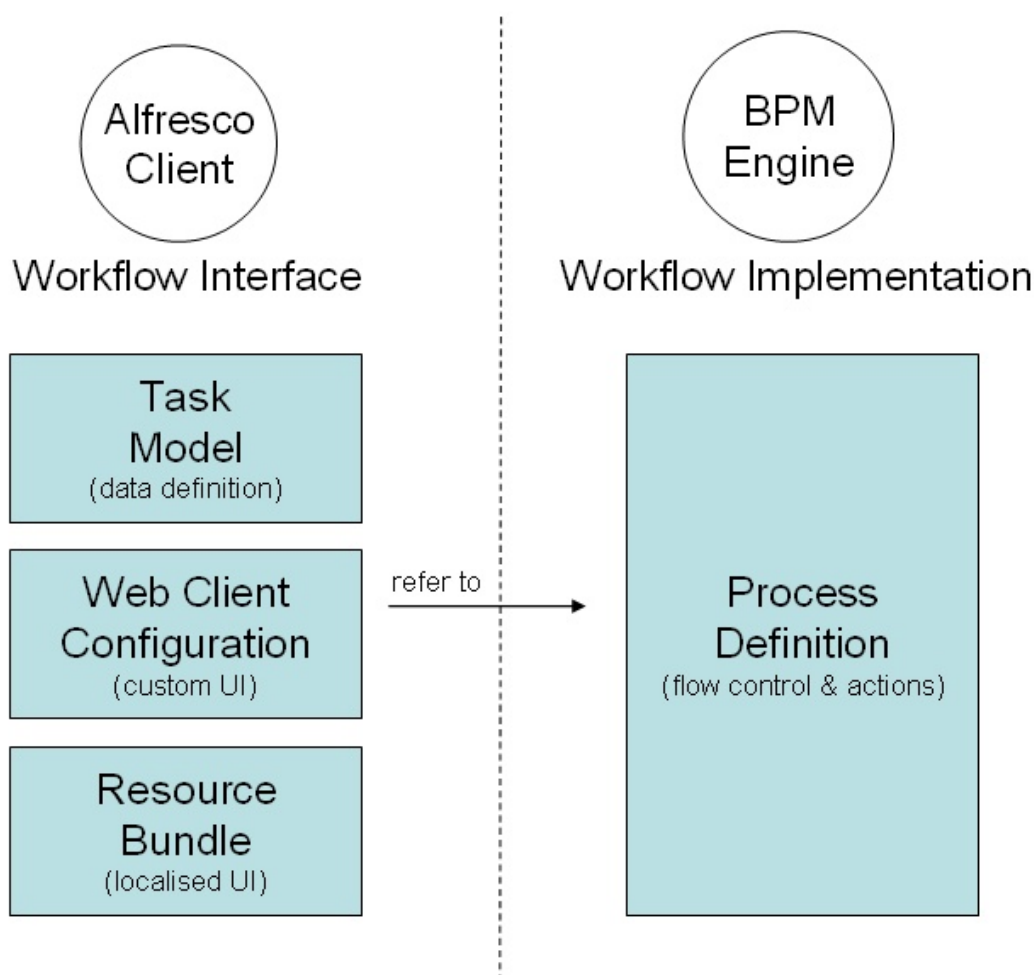 Alfresco
Client
Workflow Interface
Task
Model
(data definition)
Web Client
Configuration
(custom UI)
Resource
Bundle
(localised UI)
refer to
BPM
Engine
Workflow Implementation
Process
Definition
(flow control & actions)